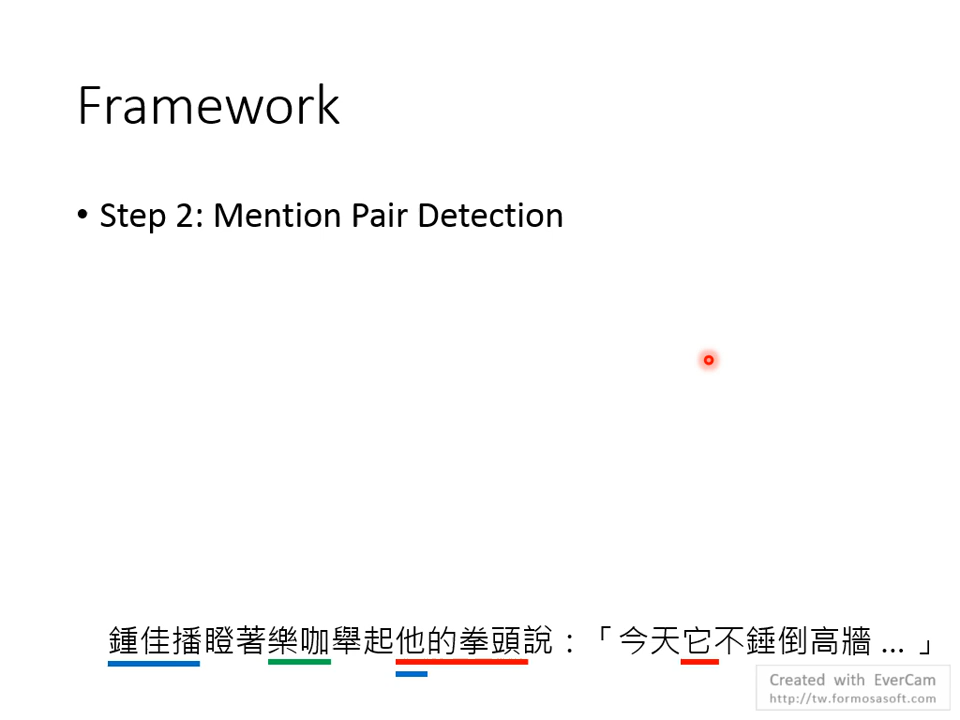 Framework
• Step 2: Mention Pair Detection
鍾佳播瞪著樂咖舉起他的拳頭說：「今天它不錘倒高牆 ... 」
Created with EverCam
http://tw.formosasoft.com